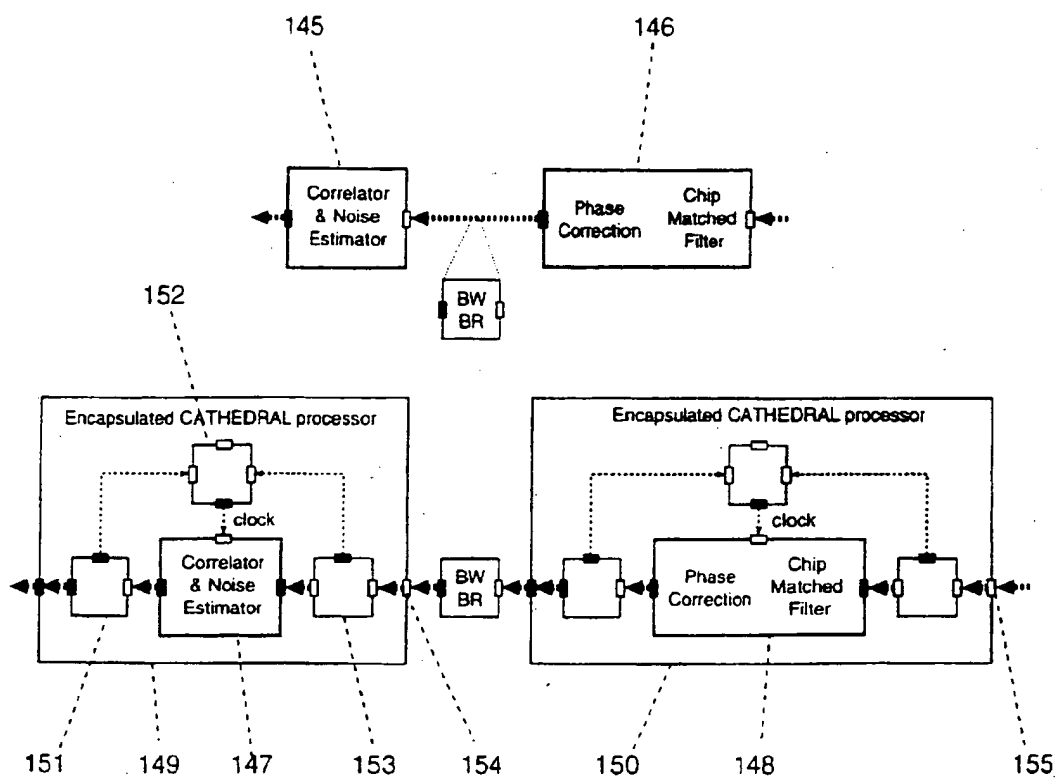 145
146
Correlator
& Noise
Estimator
Phase
Correction
Chip
Matched
Filter
BW
BR
152
Encapsulated CATHEDRAL processor
clock
Correlator
& Noise
Estimator
BW
BR
Encapsulated CATHEDRAL processor
clock
Phase
Correction
Chip
Matched
Filter
151
149
147
153
154
150
148
155